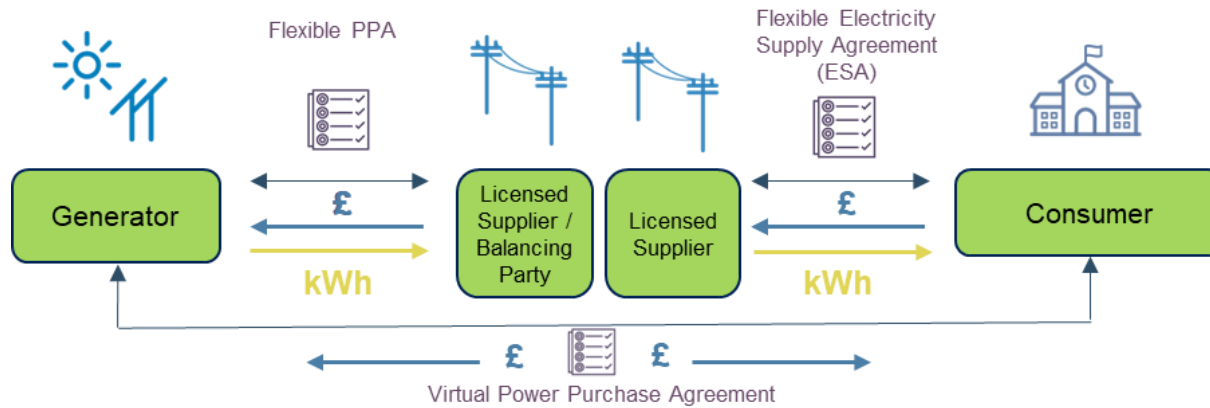 Flexible PPA
Flexible Electricity
Supply Agreement
(ESA)
Generator
£
kWh
Licensed
Supplier /
Balancing
Party
Licensed
Supplier
£
kWh
Consumer
£ £
Virtual Power Purchase Agreement